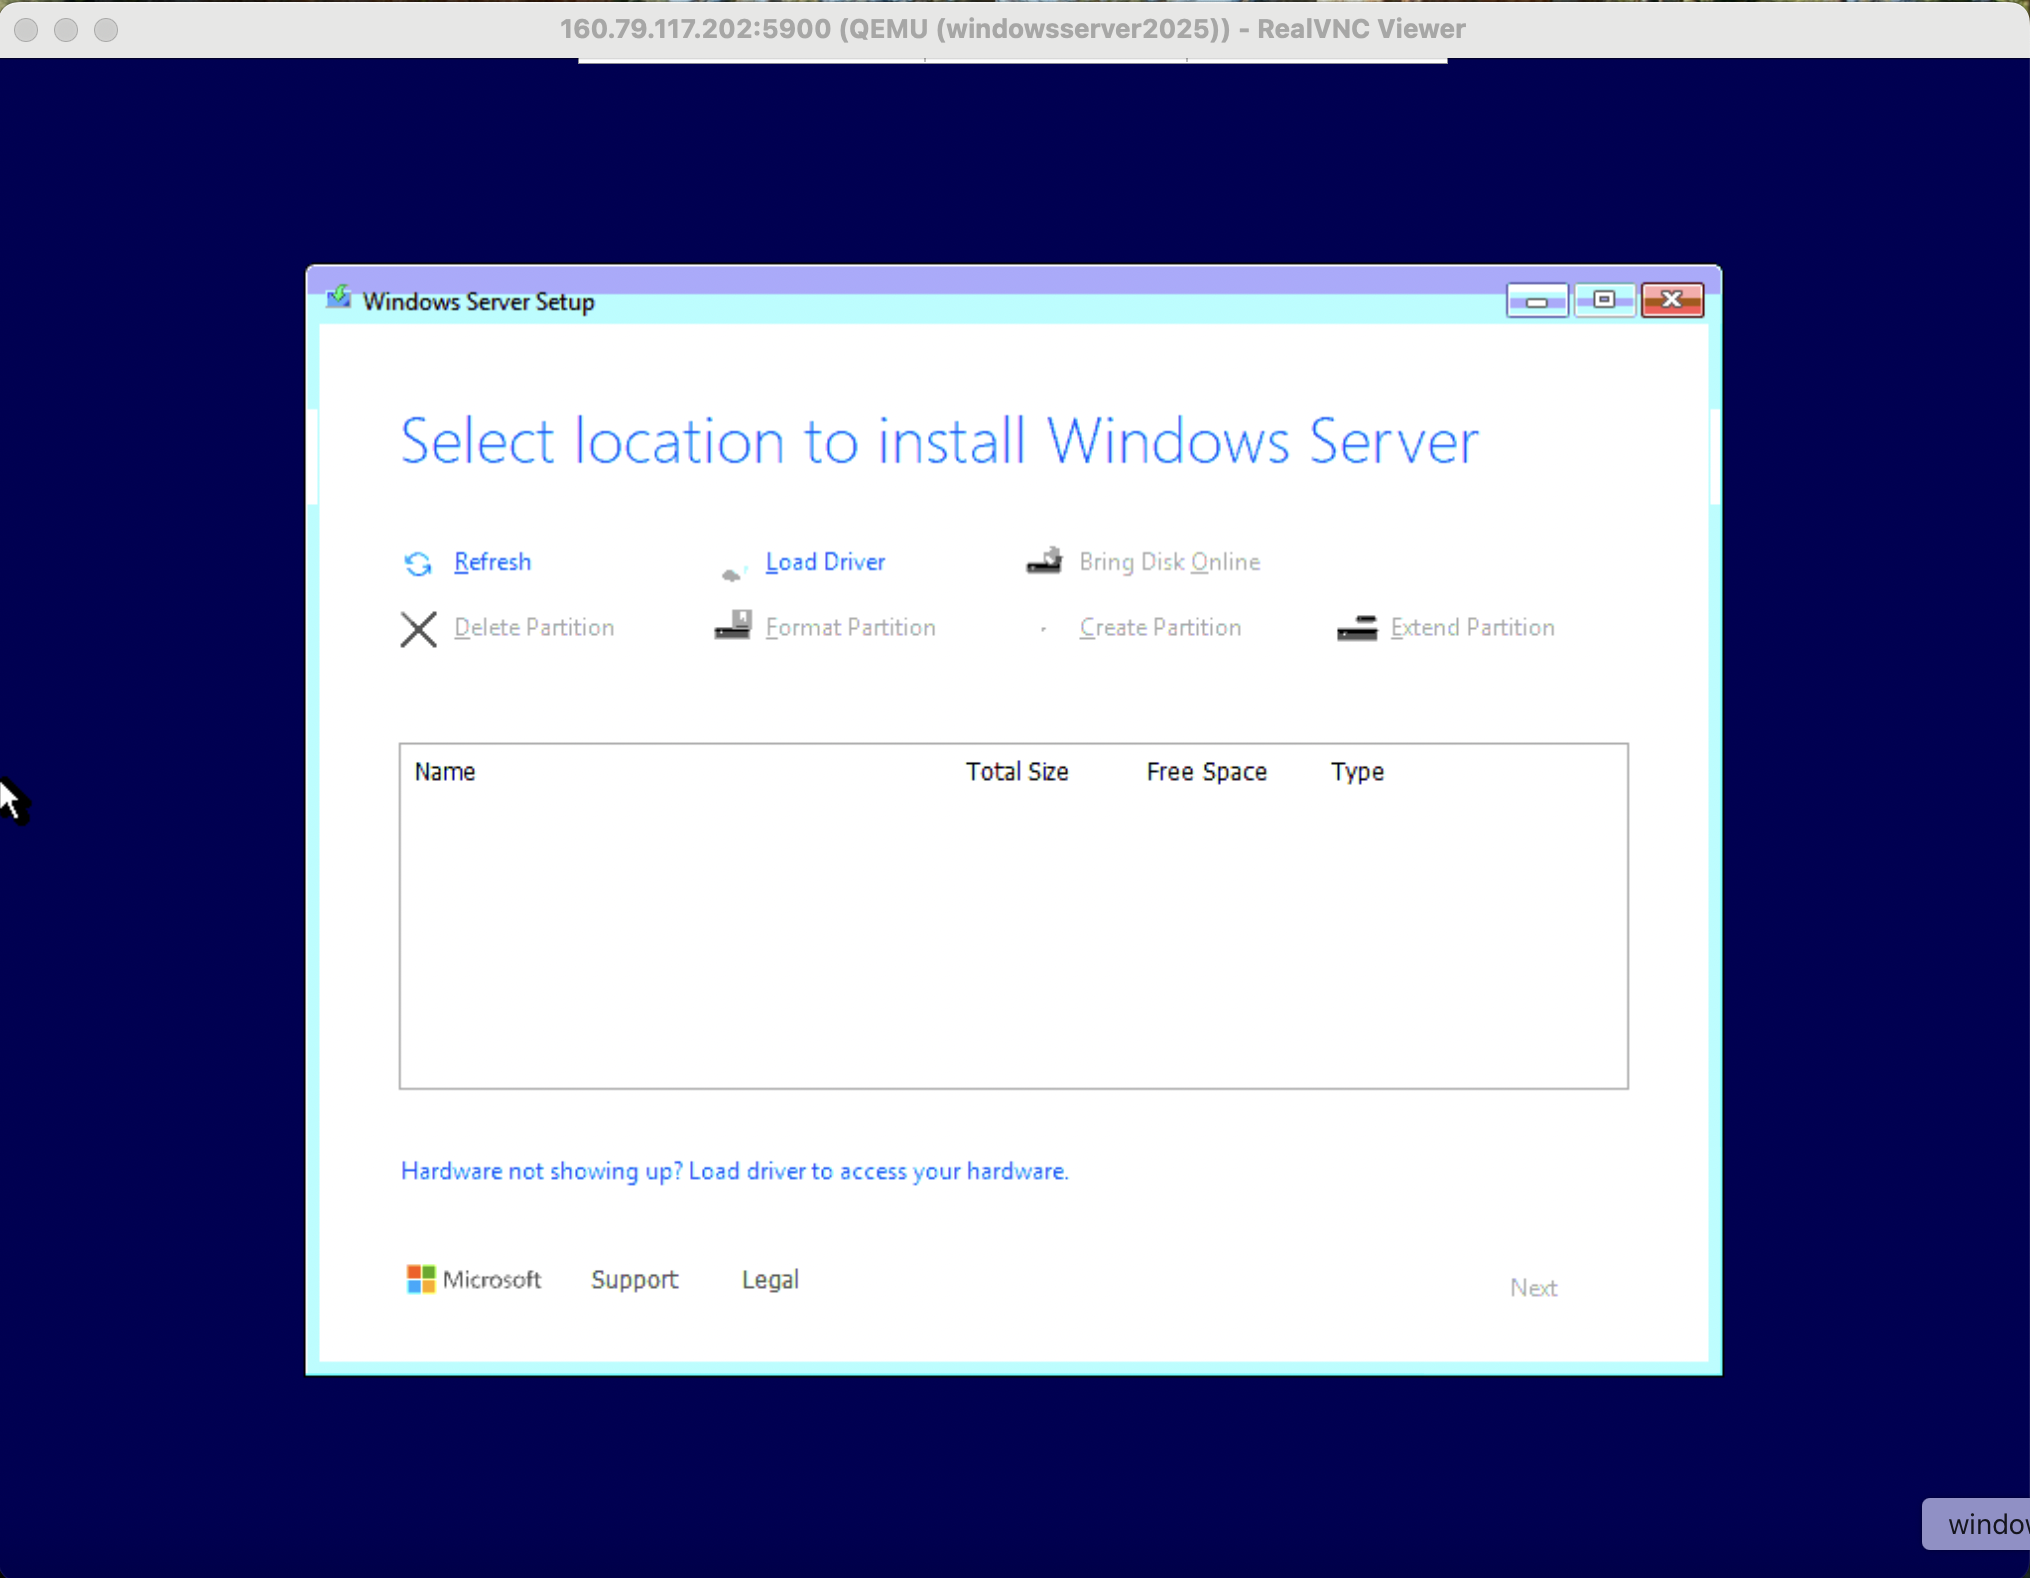 160.79.117.202:5900 (QEMU (windowsserver2025)) - RealVNC Viewer
Windows Server Setup
Select location to install Windows Server
Refresh
Load Driver
Bring Disk Online
Delete Partition
Format Partition
Create Partition
Extend Partition
Name Total Size Free Space Type
Hardware not showing up? Load driver to access your hardware.
Microsoft Support Legal
Next